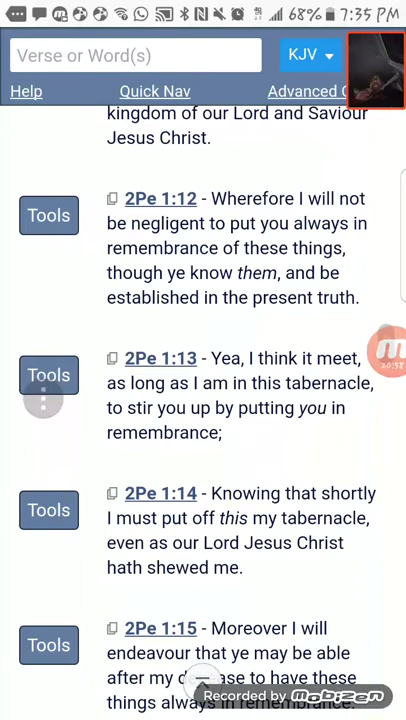 68% 7:35 PM
Verse or Word(s)
KJV
Help Quick Nav Advanced
kingdom of our Lord and Saviour
Jesus Christ.
Tools
2Pe 1:12 - Wherefore I will not
be negligent to put you always in
remembrance of these things,
though ye know them, and be
established in the present truth.
Tools
2Pe 1:13 - Yea, I think it meet,
as long as I am in this tabernacle,
to stir you up by putting you in
remembrance;
20:52
Tools
2Pe 1:14 - Knowing that shortly
I must put off this my tabernacle,
even as our Lord Jesus Christ
hath shewed me.
Tools
2Pe 1:15 - Moreover I will
endeavour that ye may be able
after my decease to have these
things always in remembrance.
Recorded by mobizen